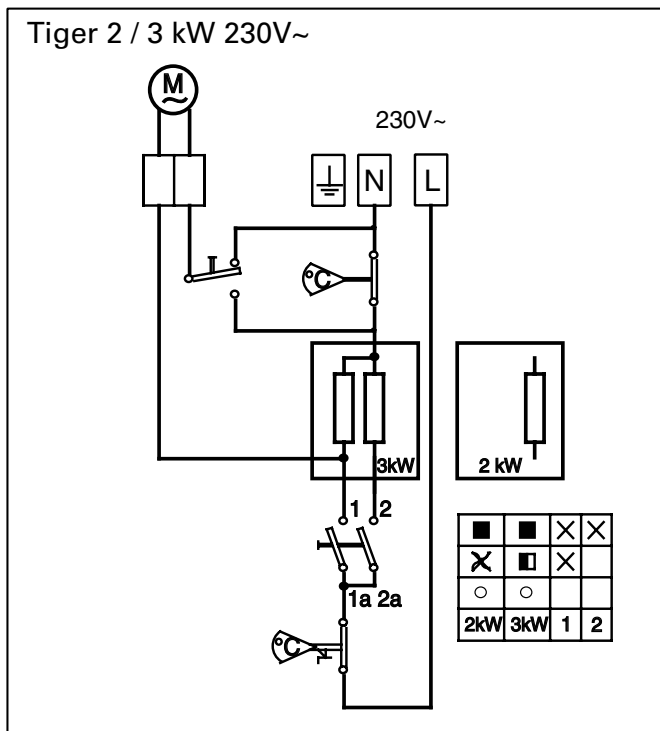 Tiger 2 / 3 kW 230V~
M
~
230V~
N L
°C
3kW
2 kW
1 2
1a 2a
°C
2kW 3kW 1 2